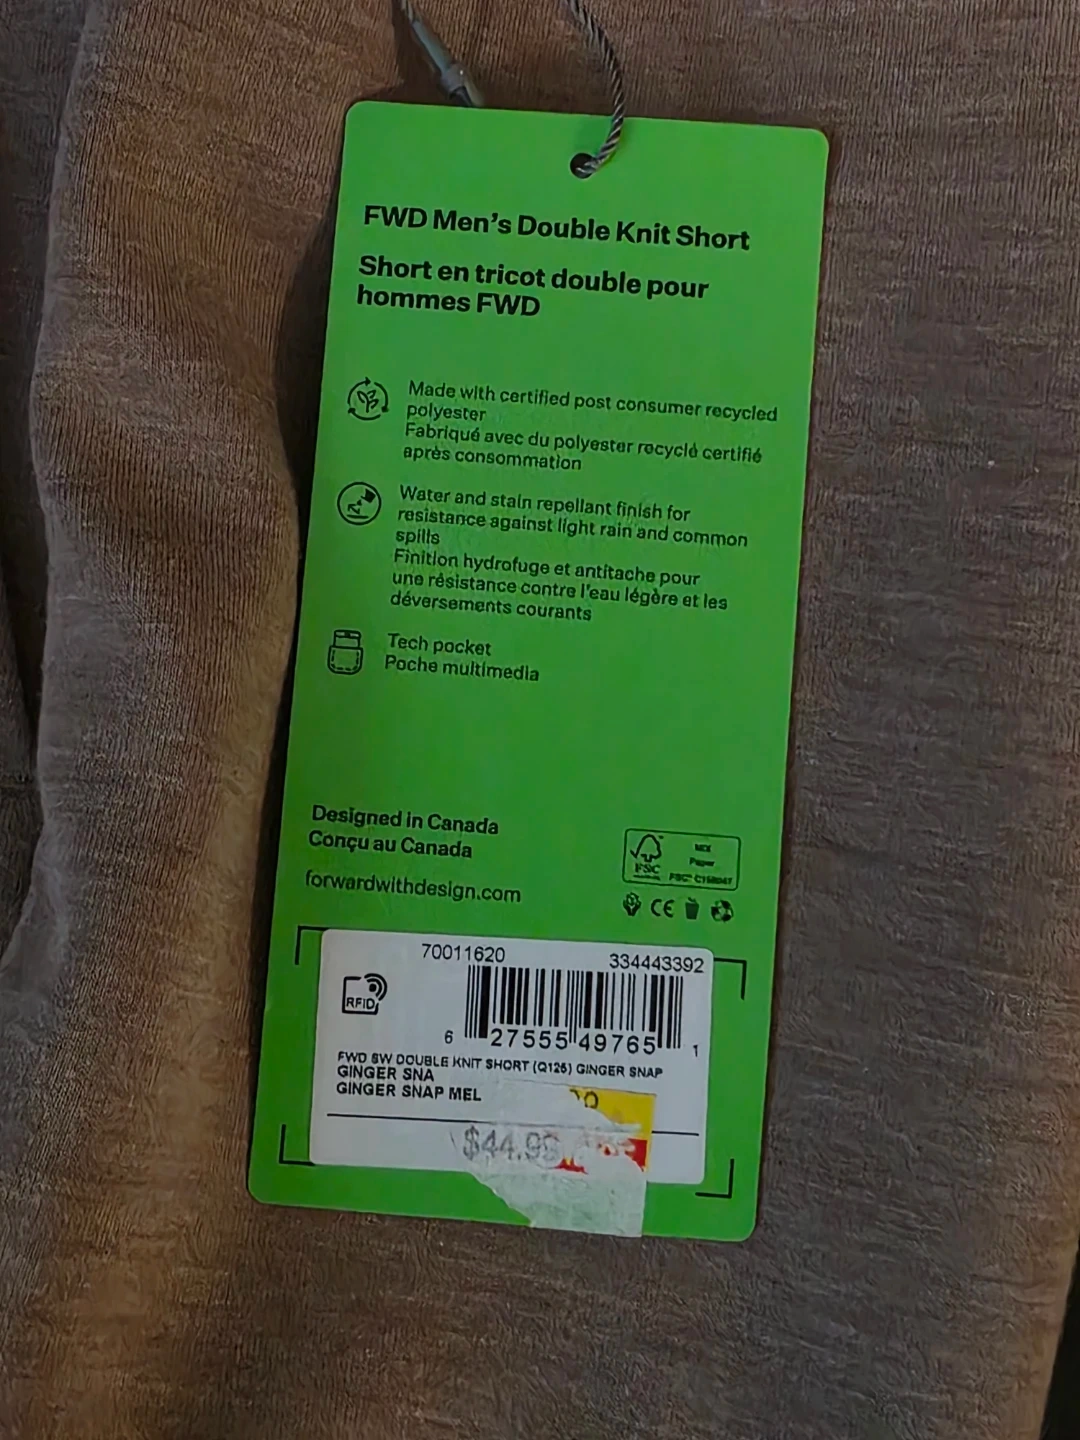 FWD Men's Double Knit Short
Short en tricot double pour
hommes FWD
Made with certified post consumer recycled
polyester
Fabriqué avec du polyester recyclé certifié
après consommation
Water and stain repellant finish for
resistance against light rain and common
spills
Finition hydrofuge et antitache pour
une résistance contre l'eau légère et les
déversements courants
Tech pocket
Poche multimedia
Designed in Canada
Conçu au Canada
forwardwithdesign.com
FSC
MIX
Paper
CE
70011620 334443392
RFID
6 27555 49765 1
FWD SW DOUBLE KNIT SHORT (Q125) GINGER SNAP
GINGER SNA
GINGER SNAP MEL
$44.99